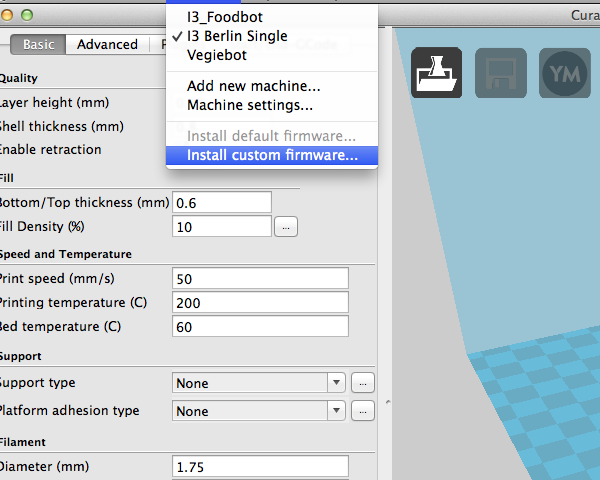 Cura
I3_Foodbot
✓ I3 Berlin Single
Vegiebot
Add new machine...
Machine settings...
Install default firmware...
Install custom firmware...
Basic Advanced
YM
Quality
Layer height (mm)
Shell thickness (mm)
Enable retraction
Fill
Bottom/Top thickness (mm) 0.6
Fill Density (%) 10 ...
Speed and Temperature
Print speed (mm/s) 50
Printing temperature (C) 200
Bed temperature (C) 60
Support
Support type None ...
Platform adhesion type None ...
Filament
Diameter (mm) 1.75